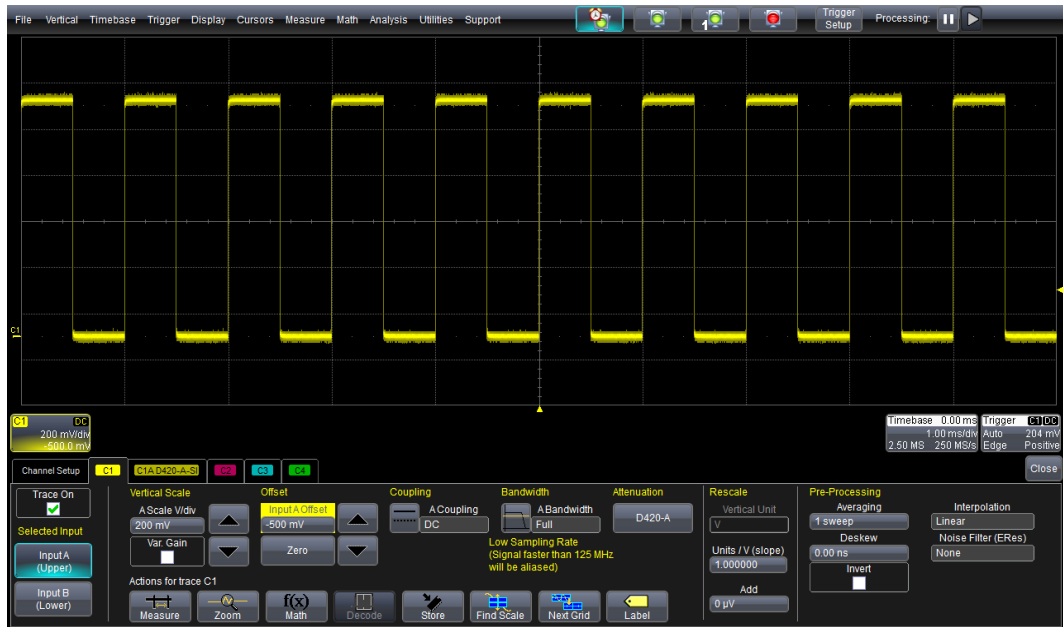 File Vertical Timebase Trigger Display Cursors Measure Math Analysis Utilities Support
1
Trigger
Setup
Processing:
C1
C1 DC
200 mV/div
-500.0 mV
Timebase 0.00 ms
1.00 ms/div
2.50 MS 250 MS/s
Trigger C1 DC
Auto 204 mV
Edge Positive
Channel Setup C1 C1A D420-A-SI C2 C3 C4 Close
Trace On
Selected Input
Input A
(Upper)
Input B
(Lower)
Vertical Scale
A Scale V/div
200 mV
Var. Gain
Offset
Input A Offset
-500 mV
Zero
Coupling
A Coupling
DC
Bandwidth
A Bandwidth
Full
Low Sampling Rate
(Signal faster than 125 MHz
will be aliased)
Attenuation
D420-A
Actions for trace C1
Measure
Zoom
f(x)
Math
Decode
Store
Find Scale
Next Grid
Label
Rescale
Vertical Unit
V
Units / V (slope)
1.000000
Add
0 µV
Pre-Processing
Averaging
1 sweep
Deskew
0.00 ns
Invert
Interpolation
Linear
Noise Filter (ERes)
None